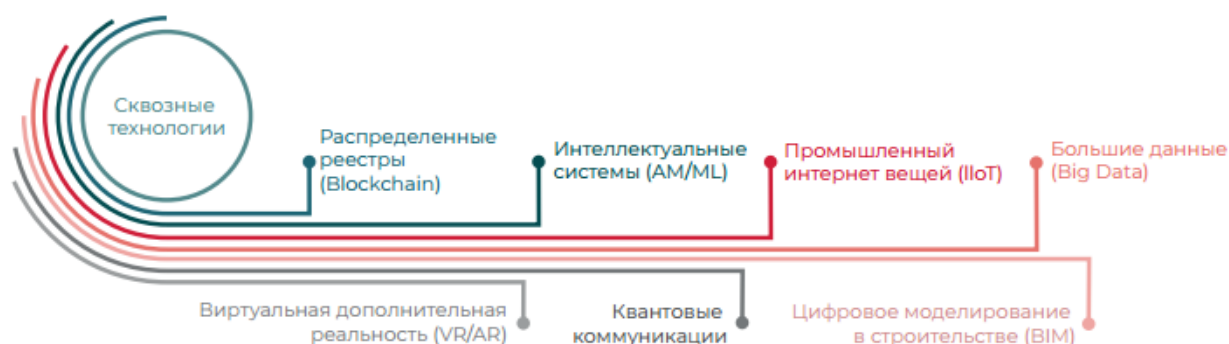 Сквозные
технологии
Распределенные
реестры
(Blockchain)
Интеллектуальные
системы (AM/ML)
Промышленный
интернет вещей (IIoT)
Большие данные
(Big Data)
Виртуальная дополнительная
реальность (VR/AR)
Квантовые
коммуникации
Цифровое моделирование
в строительстве (BIM)